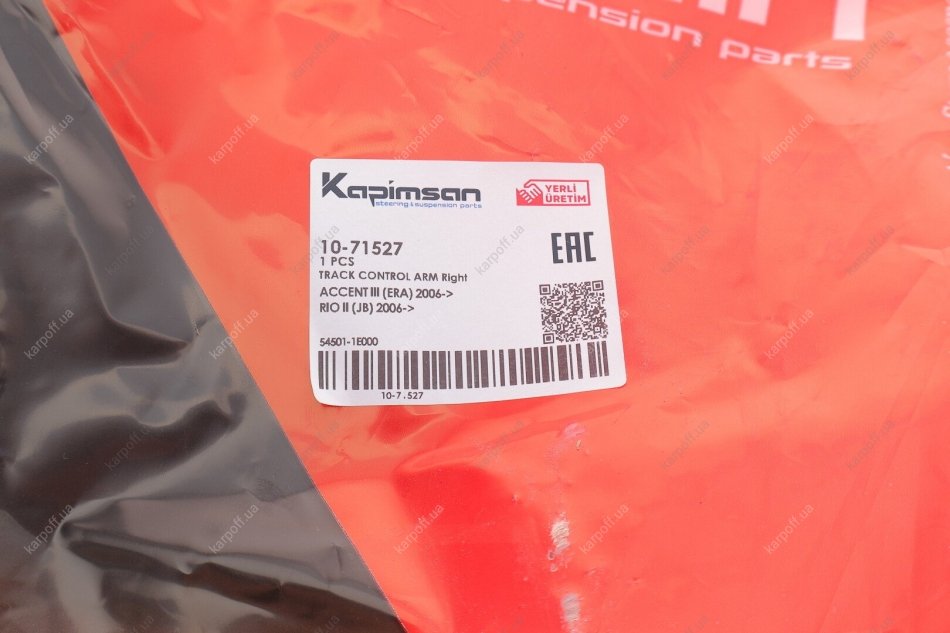 pension parts
Kapimsan
steering & suspension parts
YERLİ
ÜRETİM
10-71527
1 PCS
TRACK CONTROL ARM Right
ACCENT III (ERA) 2006->
RIO II (JB) 2006->
EAC
54501-1E000
10-7.527
karpoff.ua